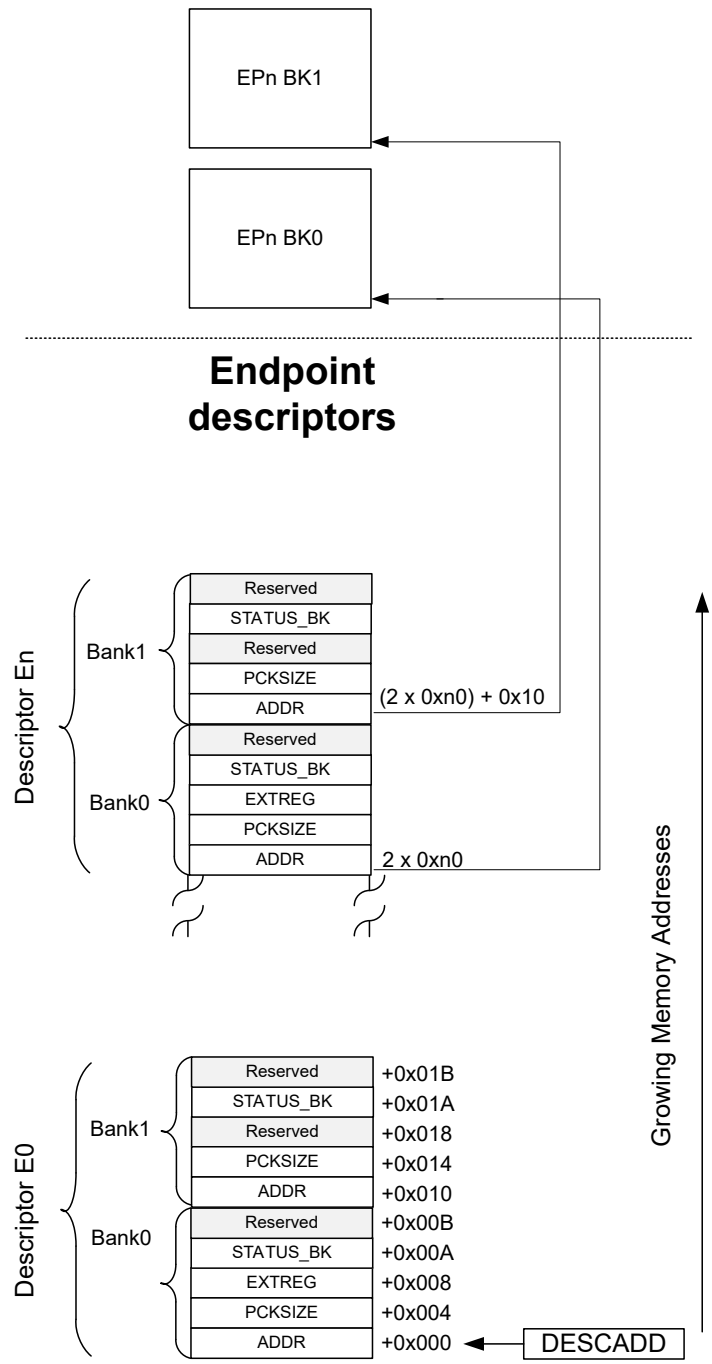 EPn BK1
EPn BK0
Endpoint
descriptors
Descriptor En
Bank1
Reserved
STATUS_BK
Reserved
PCKSIZE
ADDR
(2 x 0xn0) + 0x10
Bank0
Reserved
STATUS_BK
EXTREG
PCKSIZE
ADDR
2 x 0xn0
Growing Memory Addresses
Descriptor E0
Bank1
Reserved +0x01B
STATUS_BK +0x01A
Reserved +0x018
PCKSIZE +0x014
ADDR +0x010
Bank0
Reserved +0x00B
STATUS_BK +0x00A
EXTREG +0x008
PCKSIZE +0x004
ADDR +0x000
DESCADD